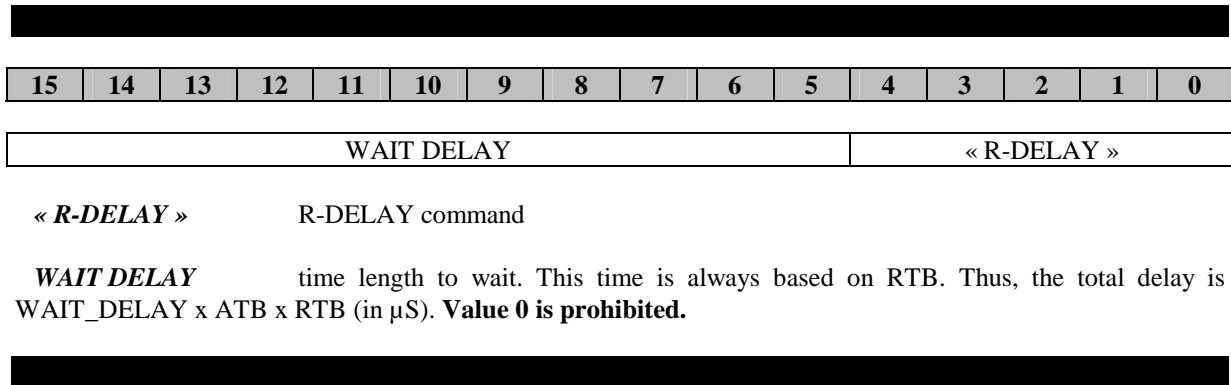 15 14 13 12 11 10 9 8 7 6 5 4 3 2 1 0
WAIT DELAY « R-DELAY »
« R-DELAY » R-DELAY command
WAIT DELAY time length to wait. This time is always based on RTB. Thus, the total delay is
WAIT_DELAY x ATB x RTB (in µS). Value 0 is prohibited.